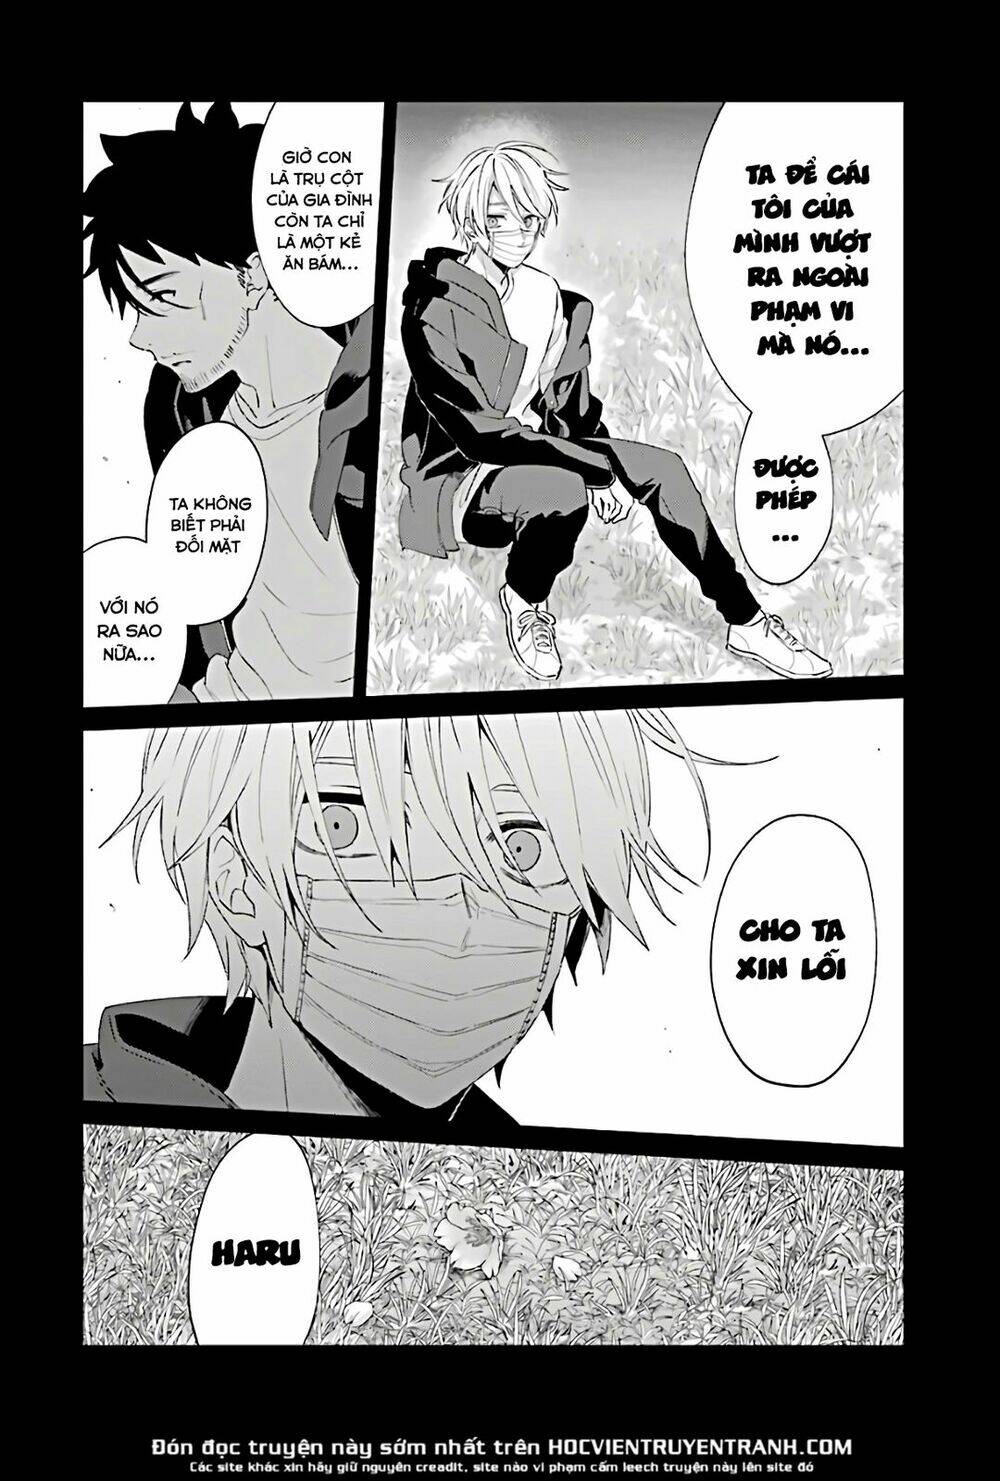 TA ĐỂ CÁI
TÔI CỦA
MÌNH VƯỢT
RA NGOÀI
PHẠM VI
MÀ NÓ...
ĐƯỢC
PHÉP
...
GIỜ CON
LÀ TRỤ CỘT
CỦA GIA ĐÌNH
CÒN TA CHỈ
LÀ MỘT KẺ
ĂN BÁM...
TA KHÔNG
BIẾT PHẢI
ĐỐI MẶT
VỚI NÓ
RA SAO
NỮA...
CHO TA
XIN LỖI
HARU
Đón đọc truyện này sớm nhất trên HOCVIENTRUYENTRANH.COM
Các site khác xin hãy giữ nguyên creadit, site nào vi phạm cấm leech truyện này lên site đó